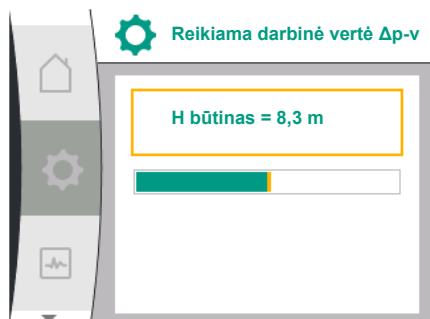 Reikiama darbinė vertė Δp-v
H būtinas = 8,3 m